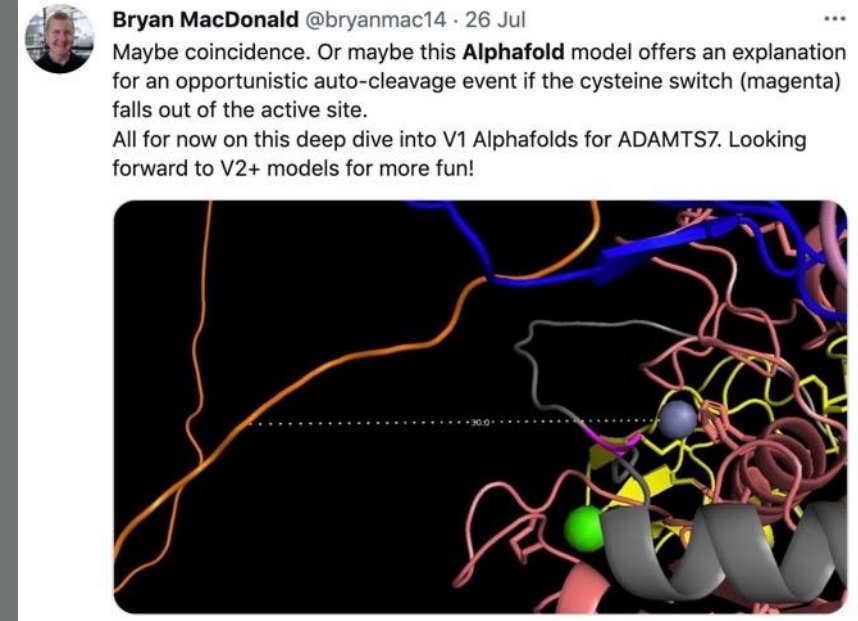 Bryan MacDonald @bryanmac14 · 26 Jul
Maybe coincidence. Or maybe this Alphafold model offers an explanation
for an opportunistic auto-cleavage event if the cysteine switch (magenta)
falls out of the active site.
All for now on this deep dive into V1 Alphafolds for ADAMTS7. Looking
forward to V2+ models for more fun!
30.0